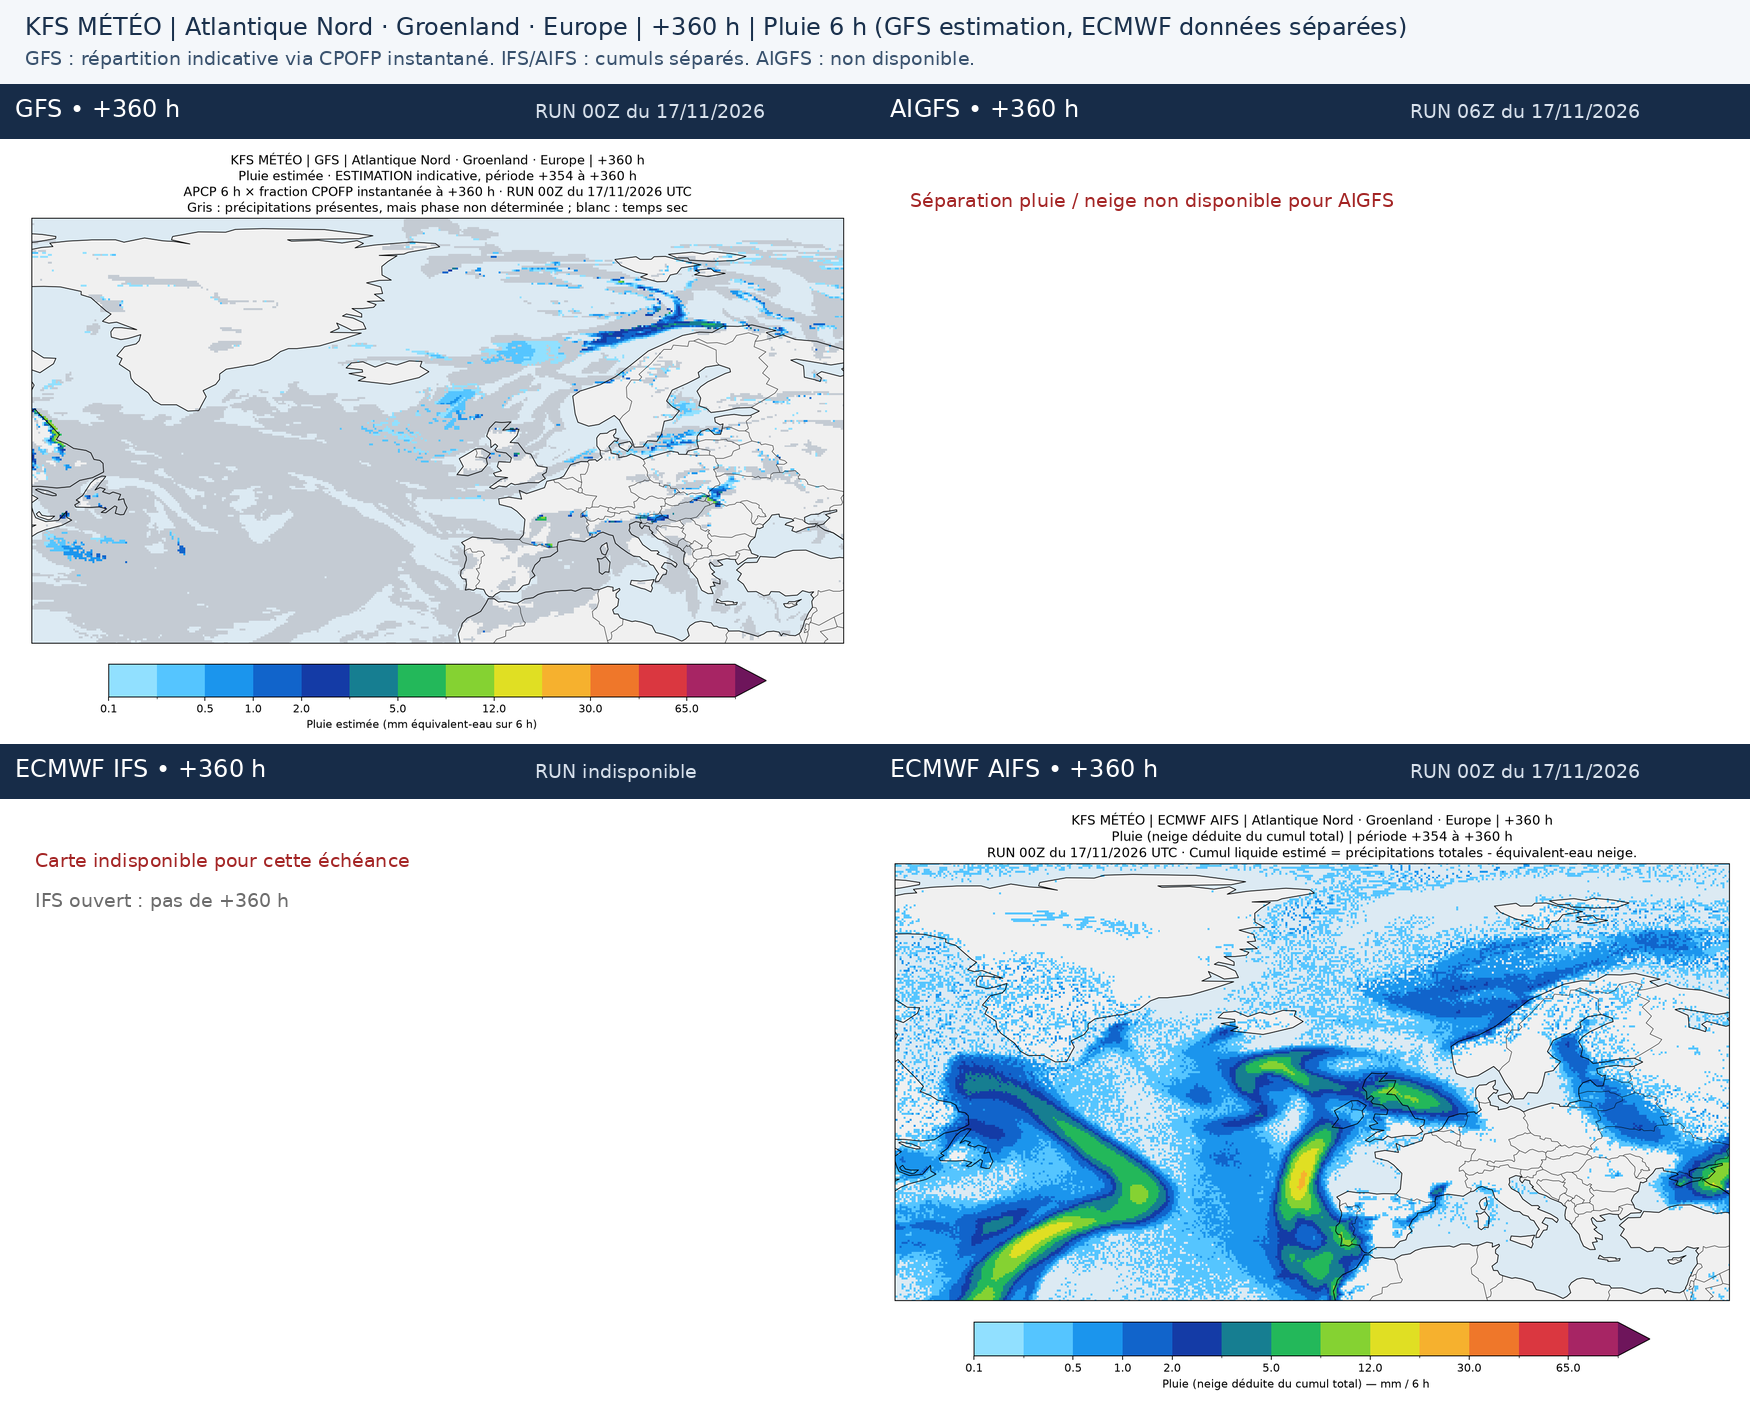 KFS MÉTÉO | Atlantique Nord · Groenland · Europe | +360 h | Pluie 6 h (GFS estimation, ECMWF données séparées)
GFS : répartition indicative via CPOFP instantané. IFS/AIFS : cumuls séparés. AIGFS : non disponible.
GFS • +360 h
RUN 00Z du 17/11/2026
AIGFS • +360 h
RUN 06Z du 17/11/2026
KFS MÉTÉO | GFS | Atlantique Nord · Groenland · Europe | +360 h
Pluie estimée · ESTIMATION indicative, période +354 à +360 h
APCP 6 h × fraction CPOFP instantanée à +360 h · RUN 00Z du 17/11/2026 UTC
Gris : précipitations présentes, mais phase non déterminée ; blanc : temps sec
0.1 0.5 1.0 2.0 5.0 12.0 30.0 65.0
Pluie estimée (mm équivalent-eau sur 6 h)
Séparation pluie / neige non disponible pour AIGFS
ECMWF IFS • +360 h
RUN indisponible
ECMWF AIFS • +360 h
RUN 00Z du 17/11/2026
Carte indisponible pour cette échéance
IFS ouvert : pas de +360 h
KFS MÉTÉO | ECMWF AIFS | Atlantique Nord · Groenland · Europe | +360 h
Pluie (neige déduite du cumul total) | période +354 à +360 h
RUN 00Z du 17/11/2026 UTC · Cumul liquide estimé = précipitations totales - équivalent-eau neige.
0.1 0.5 1.0 2.0 5.0 12.0 30.0 65.0
Pluie (neige déduite du cumul total) — mm / 6 h